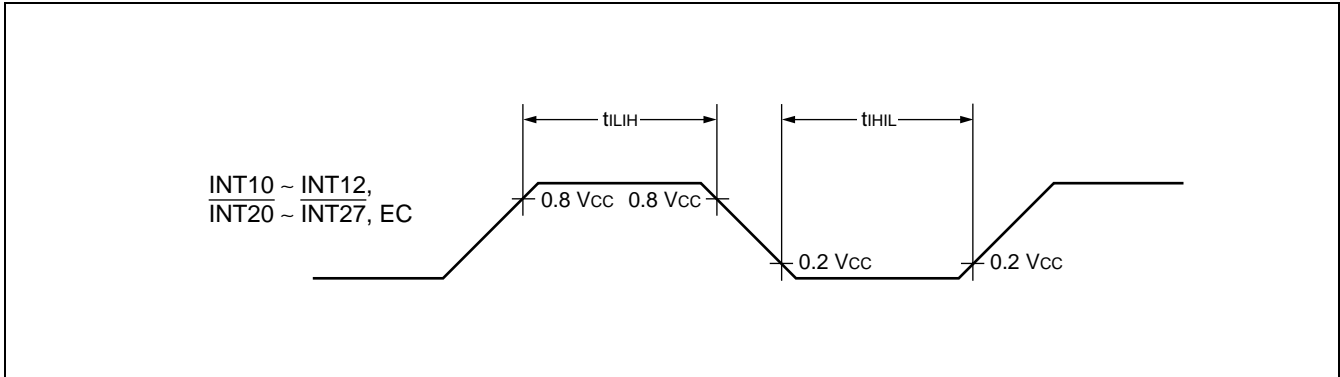 tILIH
tIHIL
INT10 ~ INT12,
INT20 ~ INT27, EC
0.8 VCC
0.8 VCC
0.2 VCC
0.2 VCC